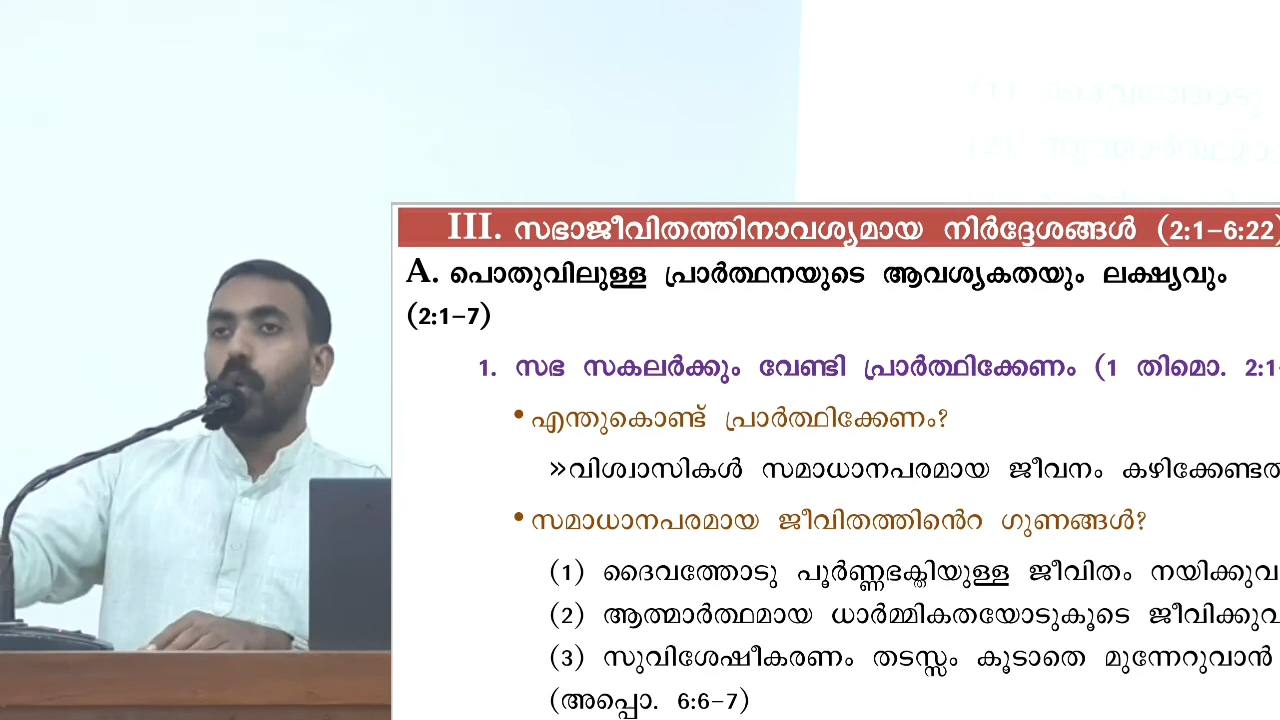 III. സഭാജീവിതത്തിനാവശ്യമായ നിർദ്ദേശങ്ങൾ (2:1-6:22)
A. പൊതുവിലുള്ള പ്രാർത്ഥനയുടെ ആവശ്യകതയും ലക്ഷ്യവും
(2:1-7)
1. സഭ സകലർക്കും വേണ്ടി പ്രാർത്ഥിക്കേണം (1 തിമൊ. 2:1-
• എന്തുകൊണ്ട് പ്രാർത്ഥിക്കേണം?
»വിശ്വാസികൾ സമാധാനപരമായ ജീവനം
• സമാധാനപരമായ ജീവിതത്തിൻെറ ഗുണങ്ങൾ?
(1) ദൈവത്തോടു പൂർണ്ണഭക്തിയുള്ള ജീവിതം
(2) ആത്മാർത്ഥമായ ധാർമ്മികതയോടുകൂടെ
(3) സുവിശേഷീകരണം തടസ്സം കൂടാതെ മുന്നേറുവാൻ
(അപ്പൊ. 6:6-7)